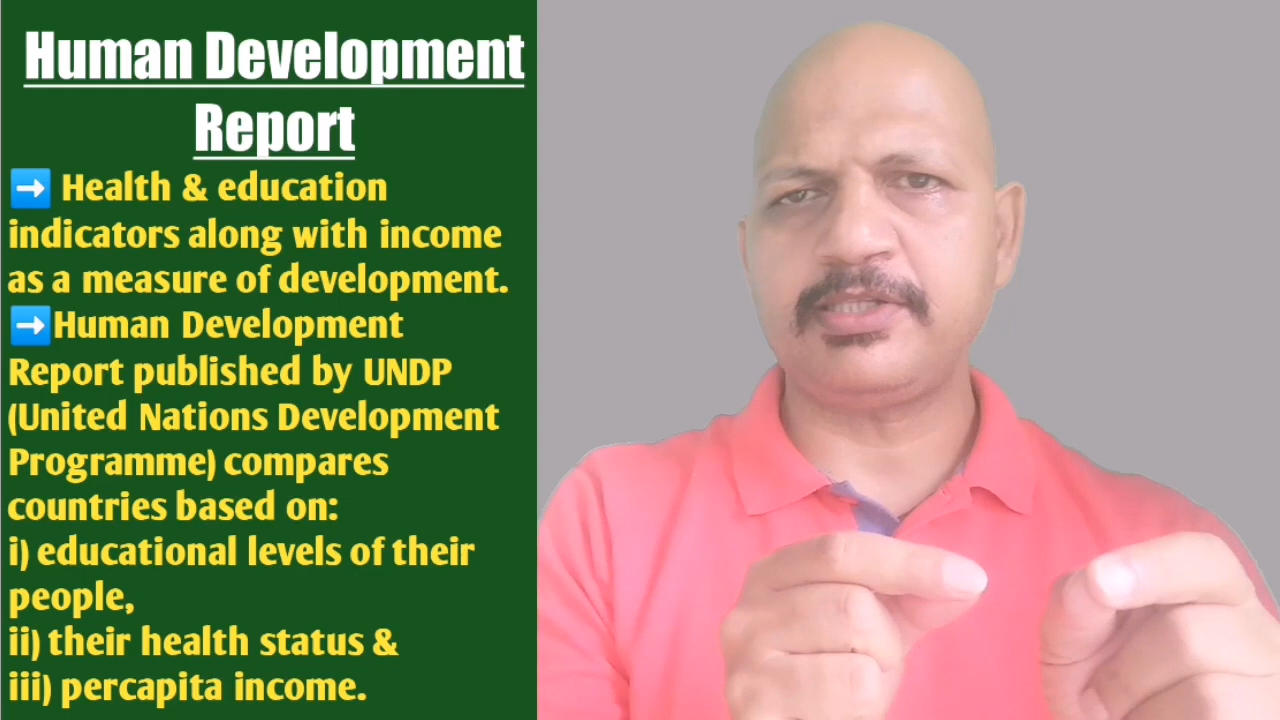 Human Development
Report
➡️ Health & education
indicators along with income
as a measure of development.
➡️Human Development
Report published by UNDP
(United Nations Development
Programme) compares
countries based on:
i) educational levels of their
people,
ii) their health status &
iii) percapita income.